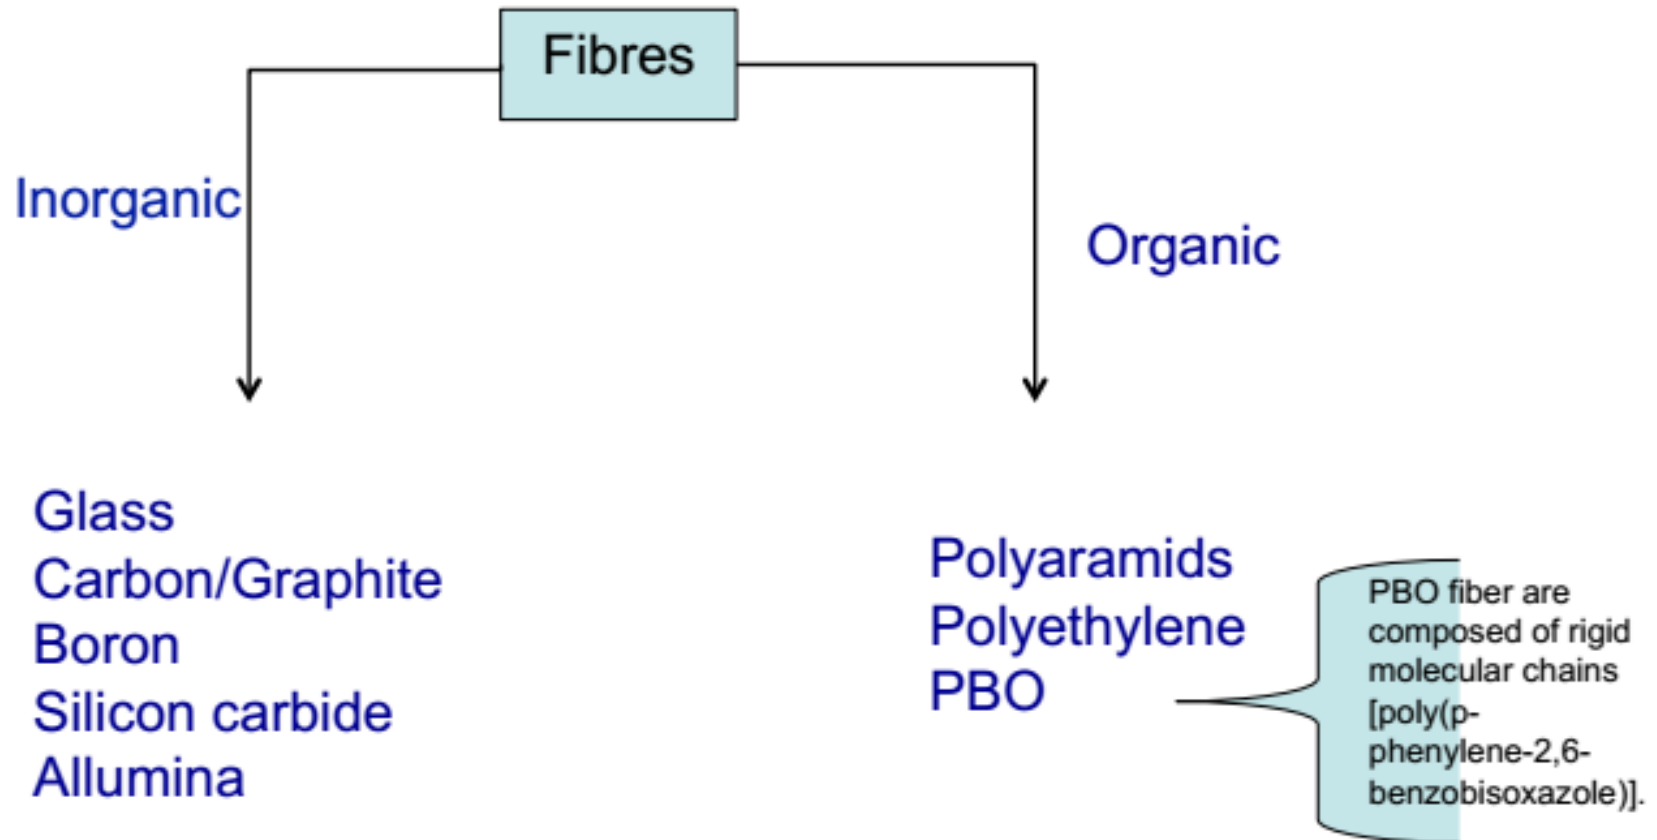 Fibres
Inorganic
Organic
Glass
Carbon/Graphite
Boron
Silicon carbide
Allumina
Polyaramids
Polyethylene
PBO
PBO fiber are
composed of rigid
molecular chains
[poly(p-
phenylene-2,6-
benzobisoxazole)].